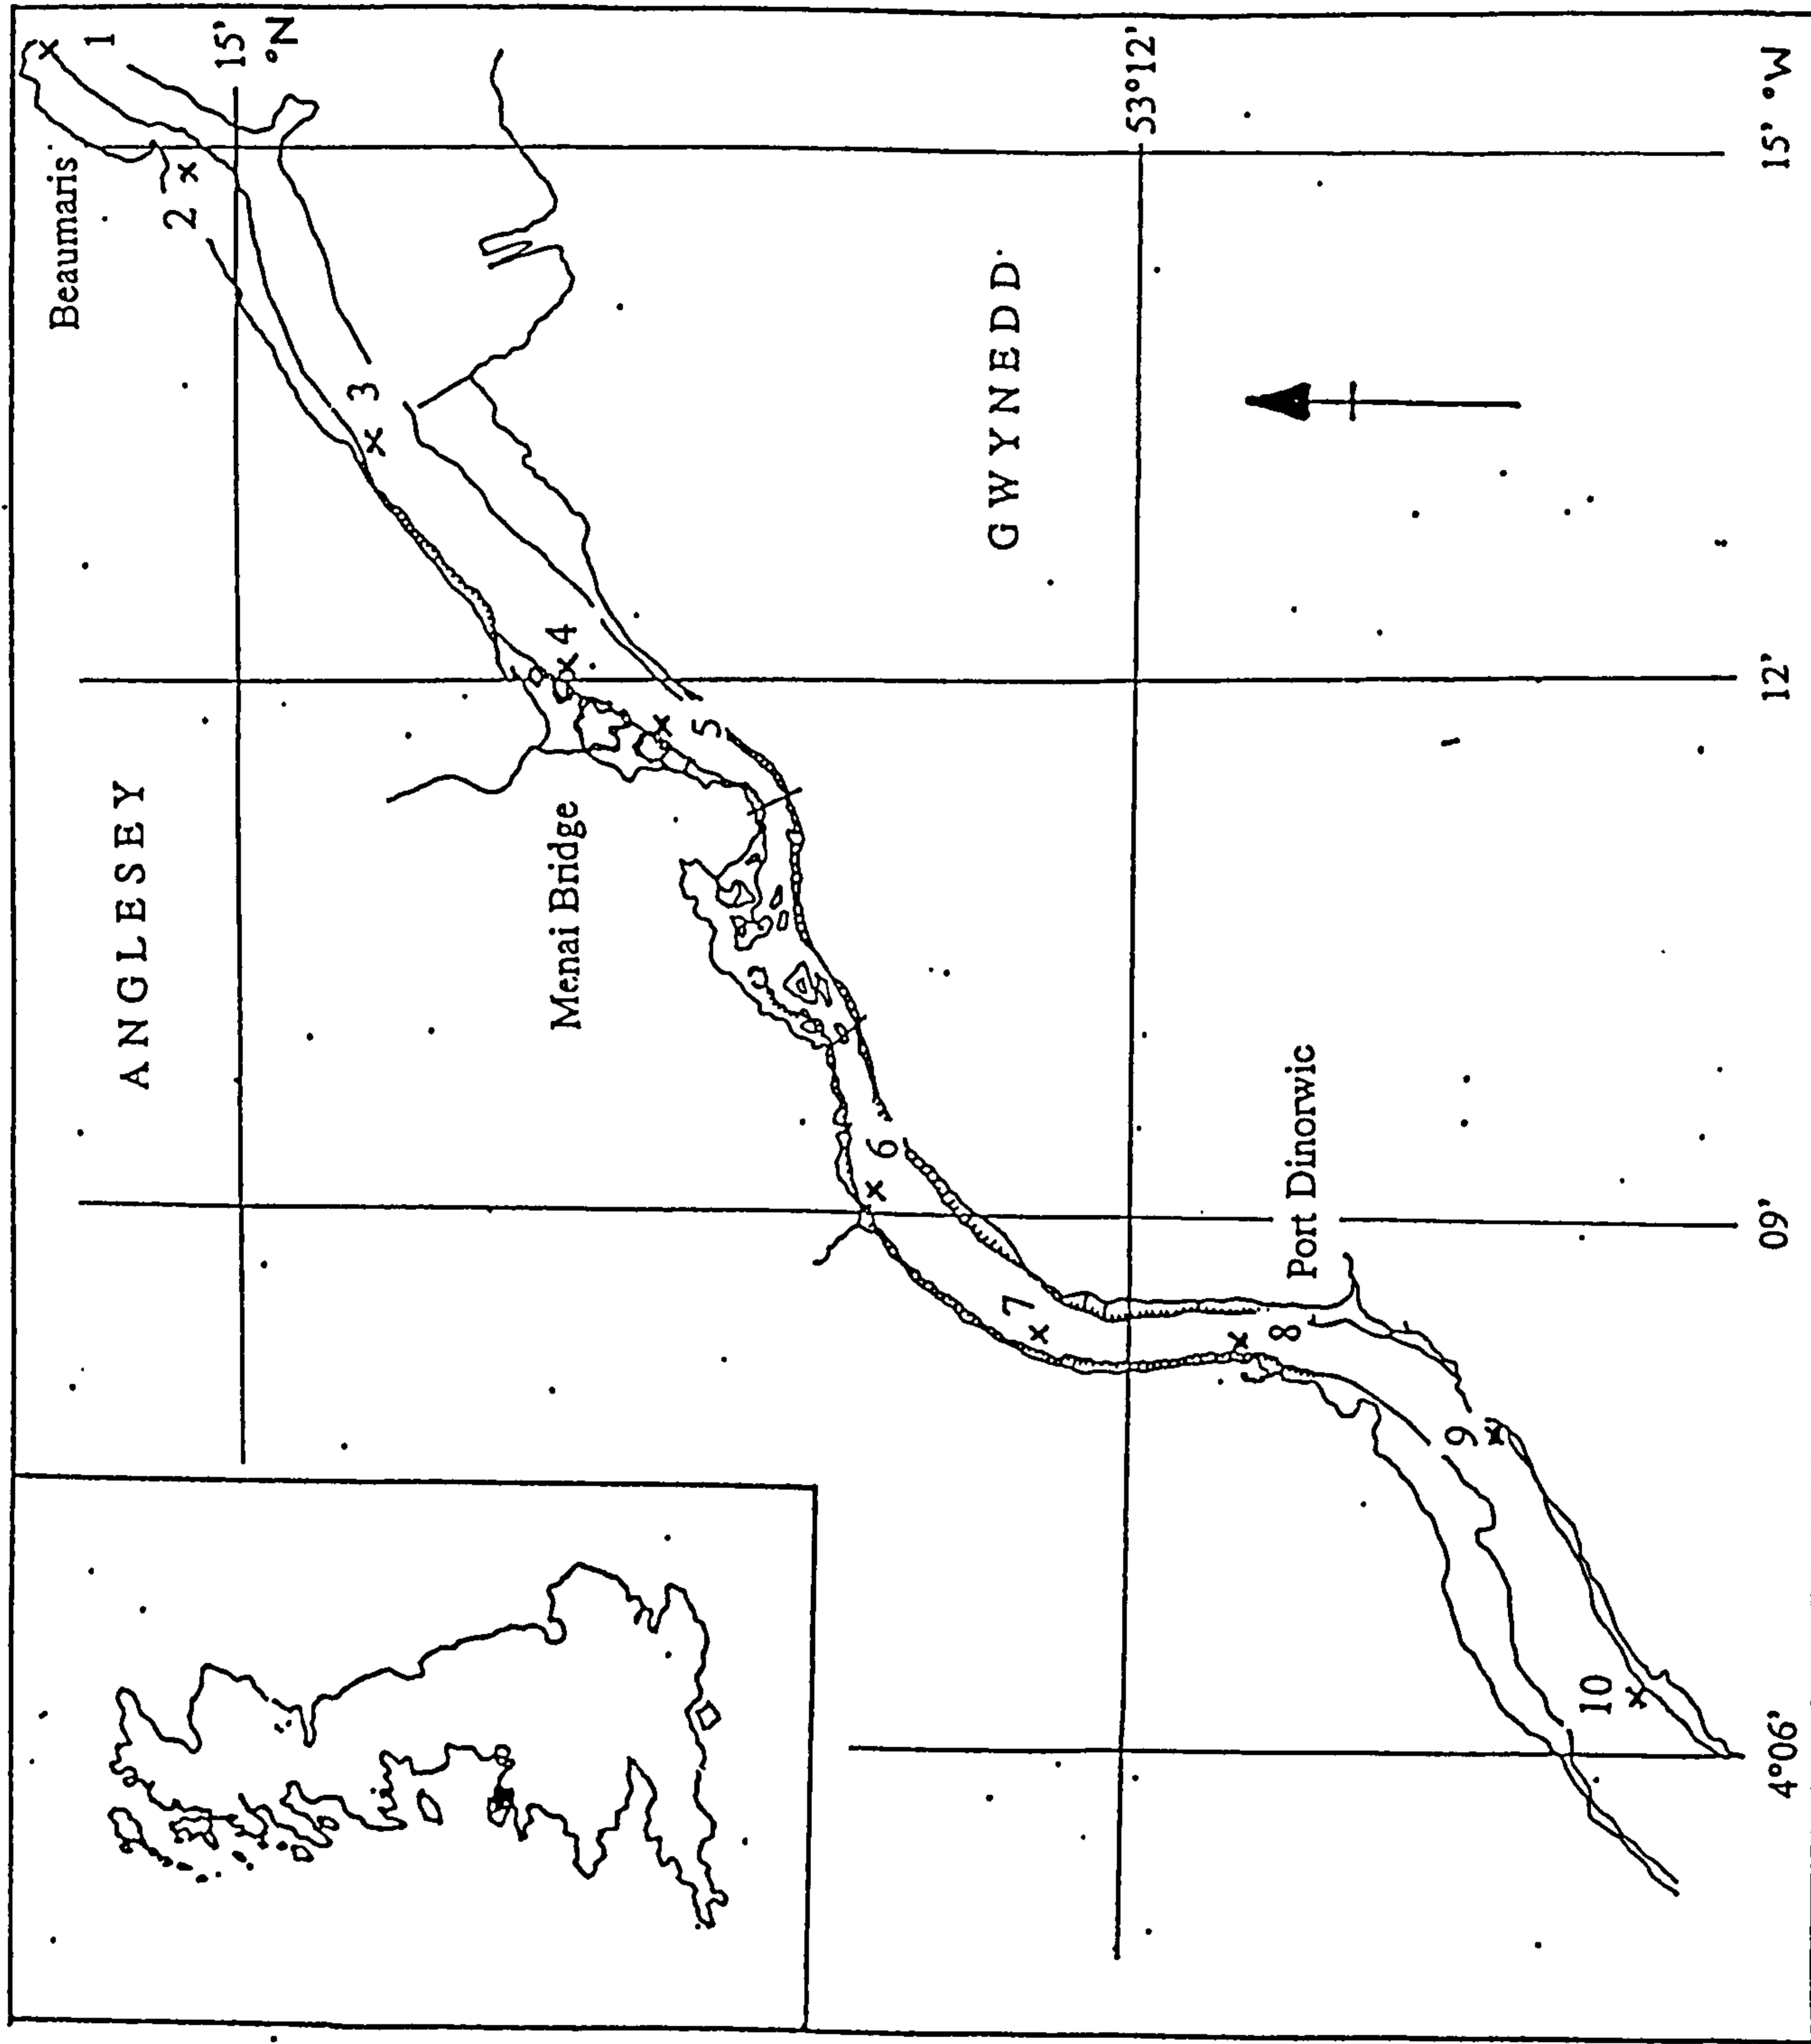 Beaumaris
1
15'
°N
2
3
ANGLESEY
4
Menai Bridge
5
GWYNEDD
6
53°12'
7
Port Dinorwic
8
9
10
4°06'
09'
12'
15' °W